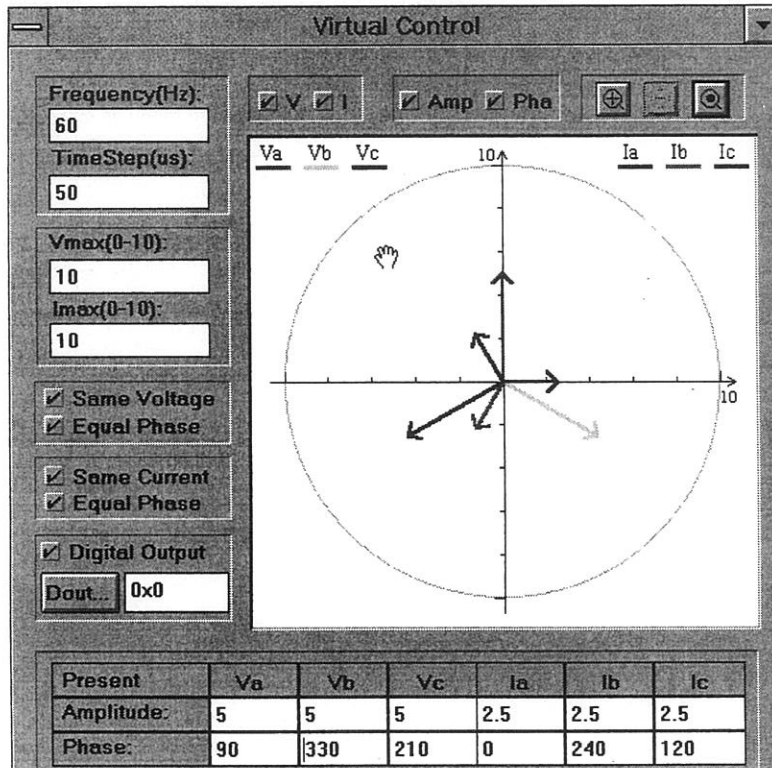 Virtual Control
Frequency(Hz):
60
TimeStep(us):
50
V I
Amp Pha
Vmax(0-10):
10
Imax(0-10):
10
Same Voltage
Equal Phase
Same Current
Equal Phase
Digital Output
Dout... 0x0
Va Vb Vc
10
Ia Ib Ic
10
Present Va Vb Vc Ia Ib Ic
Amplitude: 5 5 5 2.5 2.5 2.5
Phase: 90 330 210 0 240 120